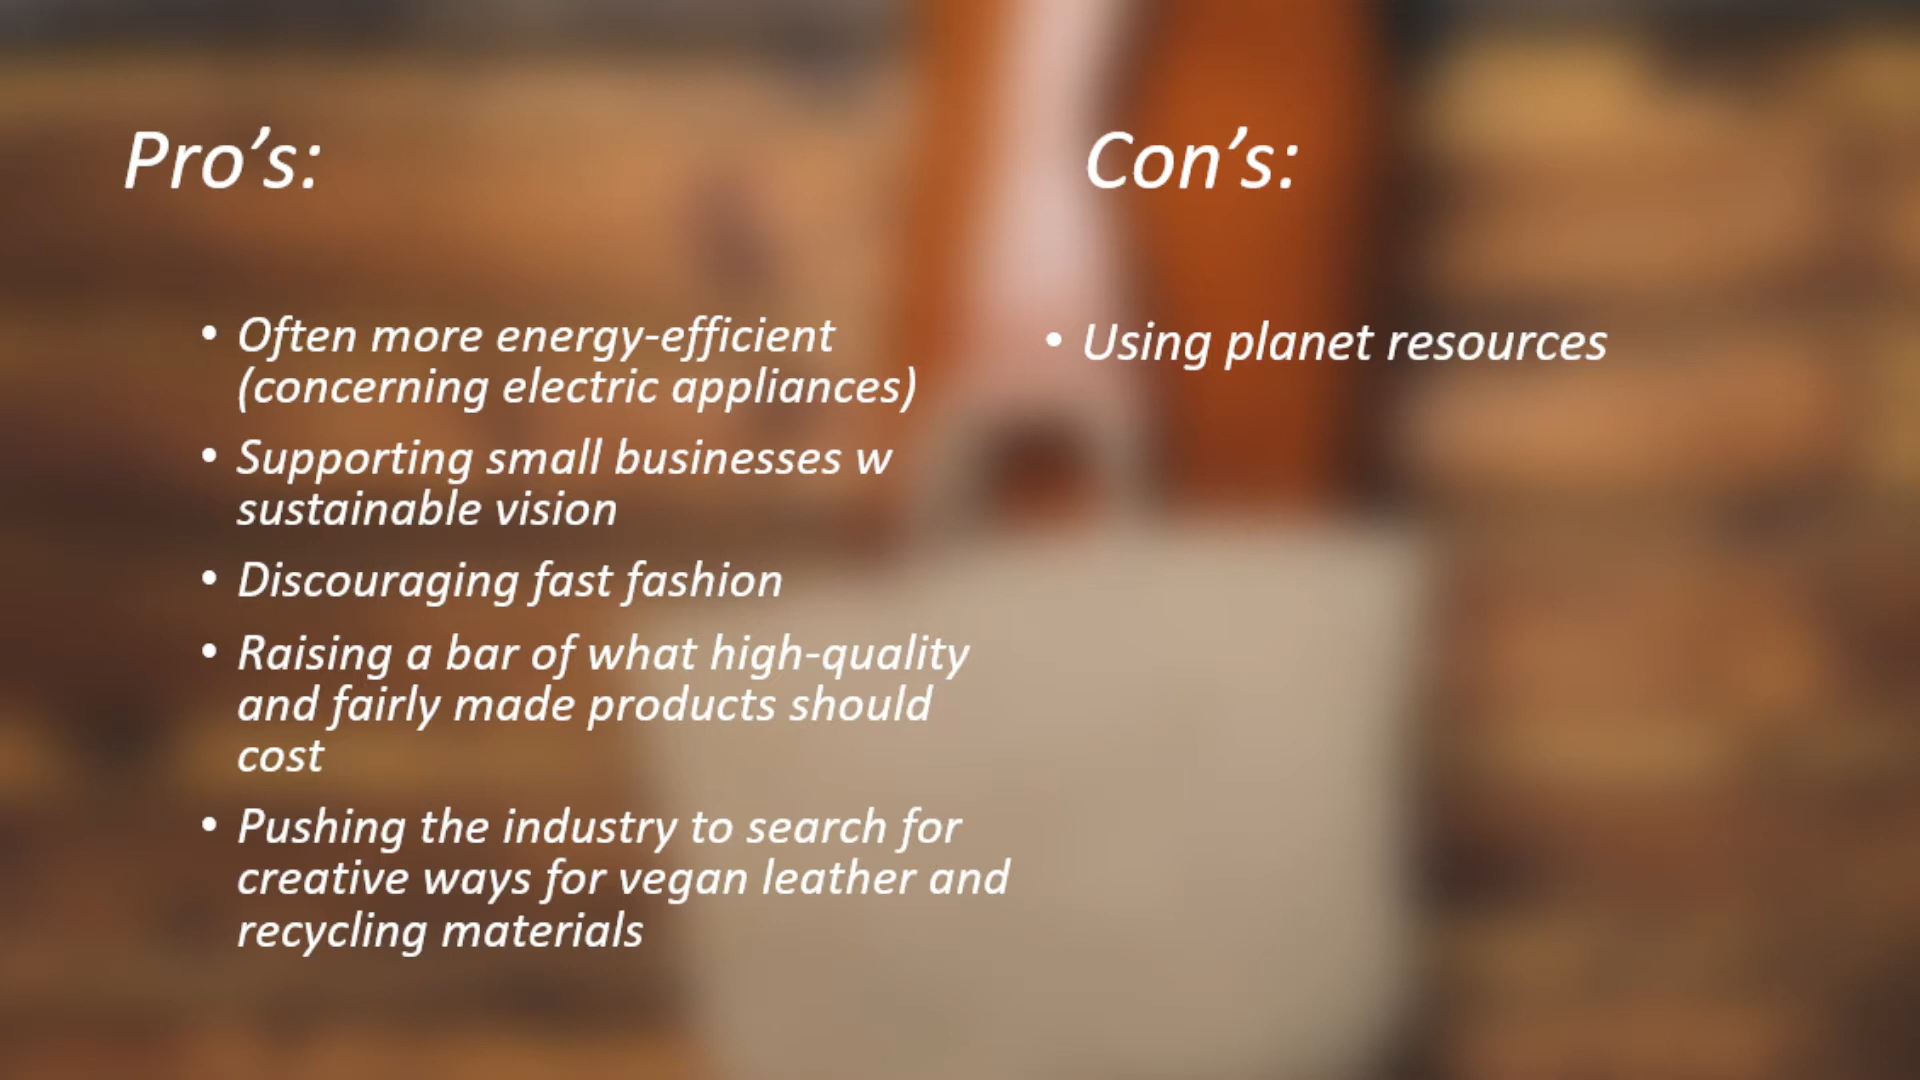 Pro’s:
• Often more energy-efficient
(concerning electric appliances)
• Supporting small businesses w
sustainable vision
• Discouraging fast fashion
• Raising a bar of what high-quality
and fairly made products should
cost
• Pushing the industry to search for
creative ways for vegan leather and
recycling materials
Con’s:
• Using planet resources